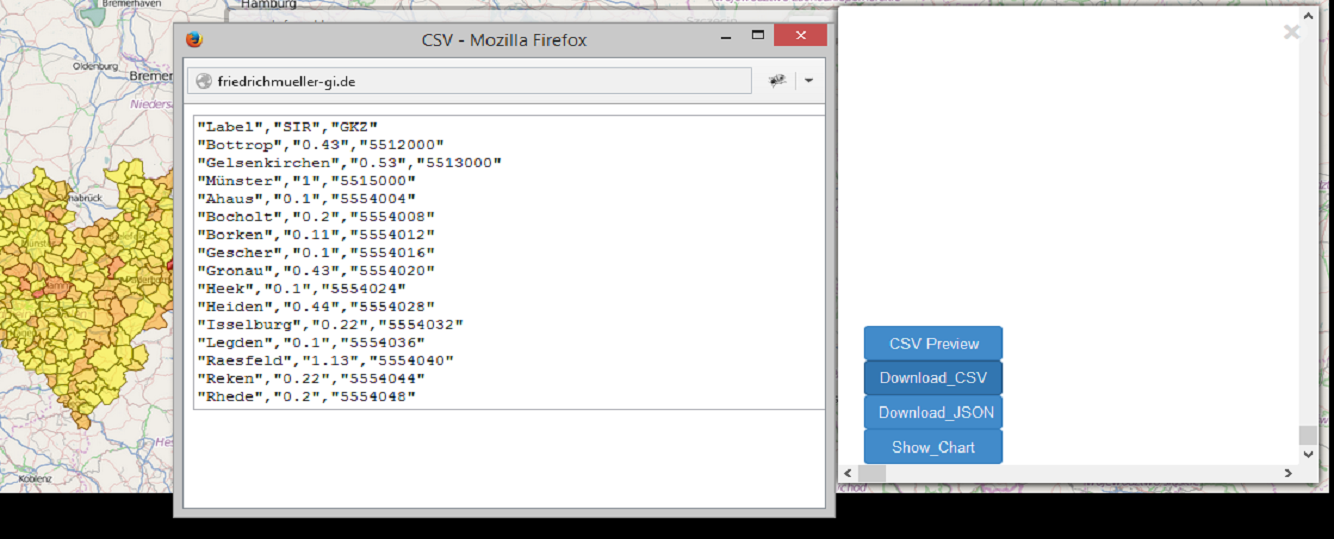 Bremerhaven
Hamburg
Oldenburg
Bremen
Nieders
Münster
Koblenz
CSV - Mozilla Firefox
friedrichmueller-gi.de
"Label","SIR","GKZ"
"Bottrop","0.43","5512000"
"Gelsenkirchen","0.53","5513000"
"Münster","1","5515000"
"Ahaus","0.1","5554004"
"Bocholt","0.2","5554008"
"Borken","0.11","5554012"
"Gescher","0.1","5554016"
"Gronau","0.43","5554020"
"Heek","0.1","5554024"
"Heiden","0.44","5554028"
"Isselburg","0.22","5554032"
"Legden","0.1","5554036"
"Raesfeld","1.13","5554040"
"Reken","0.22","5554044"
"Rhede","0.2","5554048"
CSV Preview
Download_CSV
Download_JSON
Show_Chart